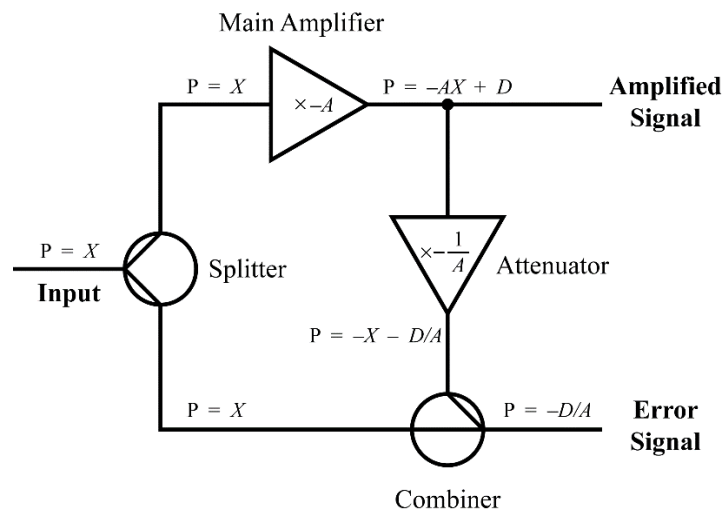 Main Amplifier
P = X
×–A
P = –AX + D
Amplified
Signal
P = X
Input
Splitter
×–1/A
Attenuator
P = –X – D/A
P = X
P = –D/A
Error
Signal
Combiner